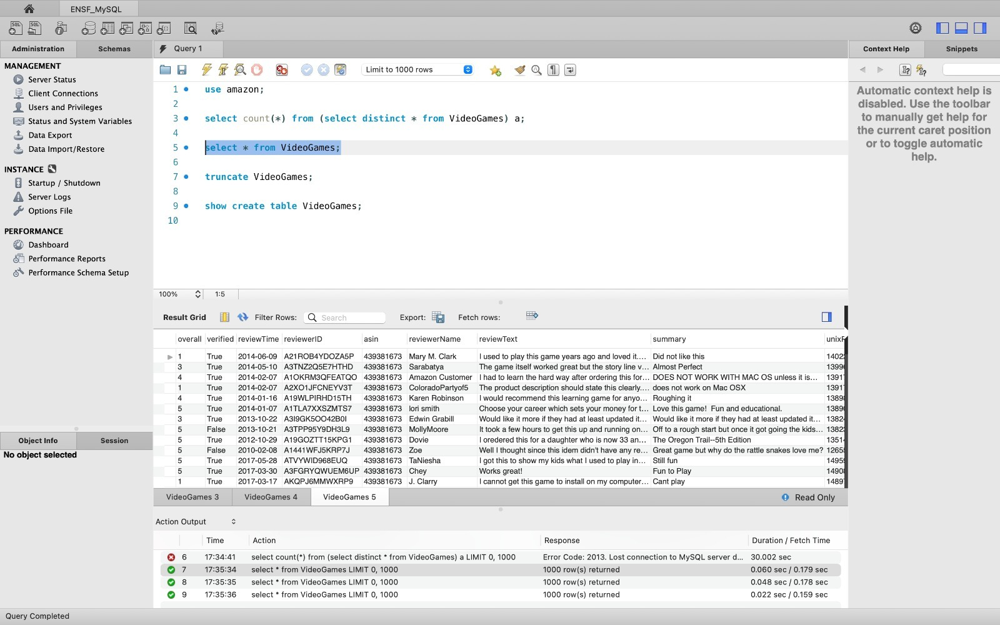 ENSF_MySQL
Administration Schemas
Query 1
Context Help Snippets
MANAGEMENT
Server Status
Client Connections
Users and Privileges
Status and System Variables
Data Export
Data Import/Restore
INSTANCE
Startup / Shutdown
Server Logs
Options File
PERFORMANCE
Dashboard
Performance Reports
Performance Schema Setup
Object Info Session
No object selected
Limit to 1000 rows
1 use amazon;
2
3 select count(*) from (select distinct * from VideoGames) a;
4
5 select * from VideoGames;
6
7 truncate VideoGames;
8
9 show create table VideoGames;
10
100% 1:5
Automatic context help is
disabled. Use the toolbar
to manually get help for
the current caret position
or to toggle automatic
help.
Result Grid Filter Rows: Search Export: Fetch rows:
overall verified reviewTime reviewerID asin reviewerName reviewText summary unixR
1 True 2014-06-09 A21ROB4YDOZA5P 439381673 Mary M. Clark I used to play this game years ago and loved it.... Did not like this 1402
3 True 2014-05-10 A3TNZ2Q5E7HTHD 439381673 Sarabatya The game itself worked great but the story line v... Almost Perfect 1399
4 True 2014-02-07 A1OKRM3QFEATQO 439381673 Amazon Customer I had to learn the hard way after ordering this for... DOES NOT WORK WITH MAC OS unless it is... 1391
1 True 2014-02-07 A2XO1JFCNEYV3T 439381673 ColoradoPartyof5 The product description should state this clearly.... does not work on Mac OSX 1391
4 True 2014-01-16 A19WLPIRHD15TH 439381673 Karen Robinson I would recommend this learning game for anyo... Roughing it 1389
5 True 2014-01-07 A1TLA7XXSZMTS7 439381673 lori smith Choose your career which sets your money for t... Love this game! Fun and educational. 1389
3 True 2013-10-22 A3I9GK5OO42B0I 439381673 Edwin Grabill Would like it more if they had at least updated it... Would like it more if they had at least updated it... 1382
5 False 2013-10-21 A3TPP95Y9DH3L9 439381673 MollyMoore It took a few hours to get this up and running on... Off to a rough start but once it got going the kids... 1382
5 True 2012-10-29 A19GOZTT15KPG1 439381673 Dovie I oredered this for a daughter who is now 33 an... The Oregon Trail--5th Edition 1351
5 False 2010-02-08 A1441WFJ5KRP7J 439381673 Zoe Well I thought since this idem didn't have any re... Great game but why do the rattle snakes love me? 1265
5 True 2017-05-28 ATVYWID968EUQ 439381673 TaNiesha I got this to show my kids what I used to play in... Still fun 1495
5 True 2017-03-30 A3FGRYQWUEM6UP 439381673 Chey Works great! Fun to Play 1490
1 True 2017-03-17 AKQPJ6MMWXRP9 439381673 J. Clarry I cannot get this game to install on my computer... Cant play 1489
VideoGames 3 VideoGames 4 VideoGames 5 Read Only
Action Output
Time Action Response Duration / Fetch Time
6 17:34:41 select count(*) from (select distinct * from VideoGames) a LIMIT 0, 1000 Error Code: 2013. Lost connection to MySQL server d... 30.002 sec
7 17:35:34 select * from VideoGames LIMIT 0, 1000 1000 row(s) returned 0.060 sec / 0.179 sec
8 17:35:35 select * from VideoGames LIMIT 0, 1000 1000 row(s) returned 0.048 sec / 0.178 sec
9 17:35:36 select * from VideoGames LIMIT 0, 1000 1000 row(s) returned 0.022 sec / 0.159 sec
Query Completed